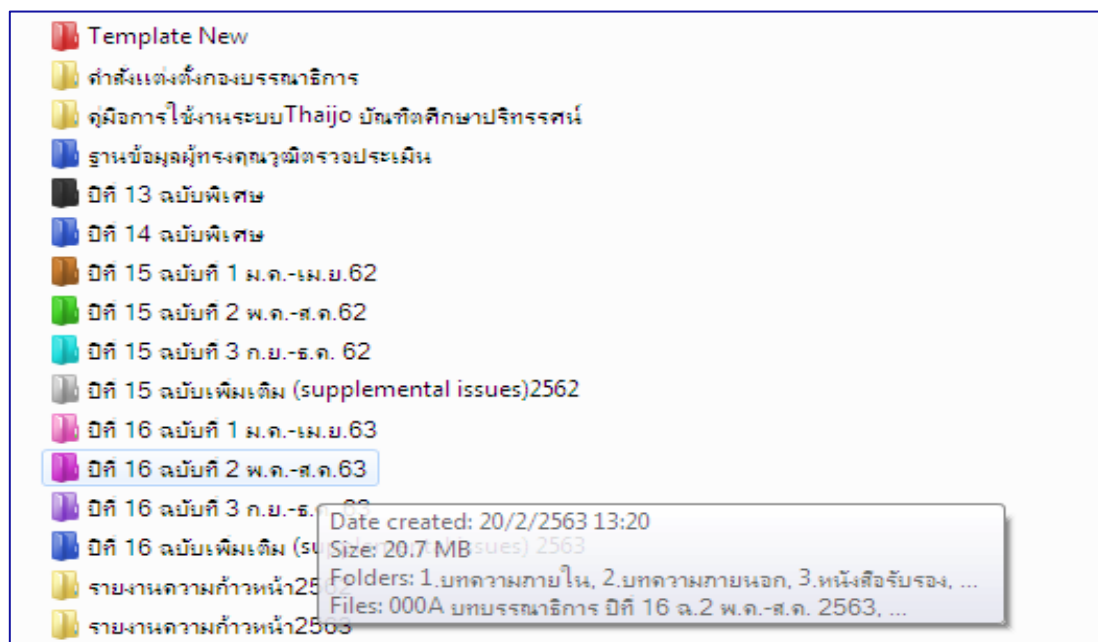 Template New
คำสั่งแต่งตั้งกองบรรณาธิการ
คู่มือการใช้งานระบบThaijo บัณฑิตศึกษาปริทรรศน์
ฐานข้อมูลผู้ทรงคุณวุฒิตรวจประเมิน
ปีที่ 13 ฉบับพิเศษ
ปีที่ 14 ฉบับพิเศษ
ปีที่ 15 ฉบับที่ 1 ม.ค.-เม.ย.62
ปีที่ 15 ฉบับที่ 2 พ.ค.-ส.ค.62
ปีที่ 15 ฉบับที่ 3 ก.ย.-ธ.ค. 62
ปีที่ 15 ฉบับเพิ่มเติม (supplemental issues)2562
ปีที่ 16 ฉบับที่ 1 ม.ค.-เม.ย.63
ปีที่ 16 ฉบับที่ 2 พ.ค.-ส.ค.63
ปีที่ 16 ฉบับที่ 3 ก.ย.-ธ.ค. 63
Date created: 20/2/2563 13:20
ปีที่ 16 ฉบับเพิ่มเติม (supplemental issues) 2563
Size: 20.7 MB
Folders: 1.บทความภายใน, 2.บทความภายนอก, 3.หนังสือรับรอง, ...
รายงานความก้าวหน้า2562
Files: 000A บทบรรณาธิการ ปีที่ 16 ฉ.2 พ.ค.-ส.ค. 2563, ...
รายงานความก้าวหน้า2563